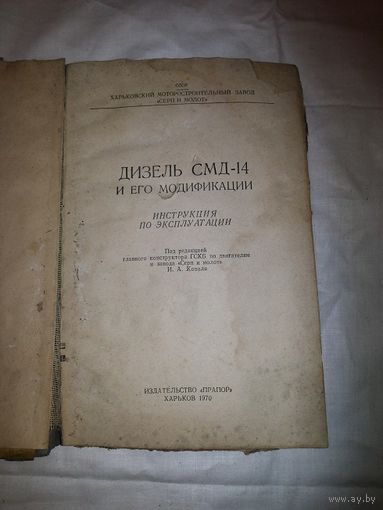 СССР
ХАРЬКОВСКИЙ МОТОРОСТРОИТЕЛЬНЫЙ ЗАВОД
«СЕРП И МОЛОТ»
ДИЗЕЛЬ СМД-14
И ЕГО МОДИФИКАЦИИ
ИНСТРУКЦИЯ
ПО ЭКСПЛУАТАЦИИ
Под редакцией
главного конструктора ГСКБ по двигателям
и завода «Серп и молот»
И. А. Коваля
ИЗДАТЕЛЬСТВО «ПРАПОР»
ХАРЬКОВ 1970
www.ay.by